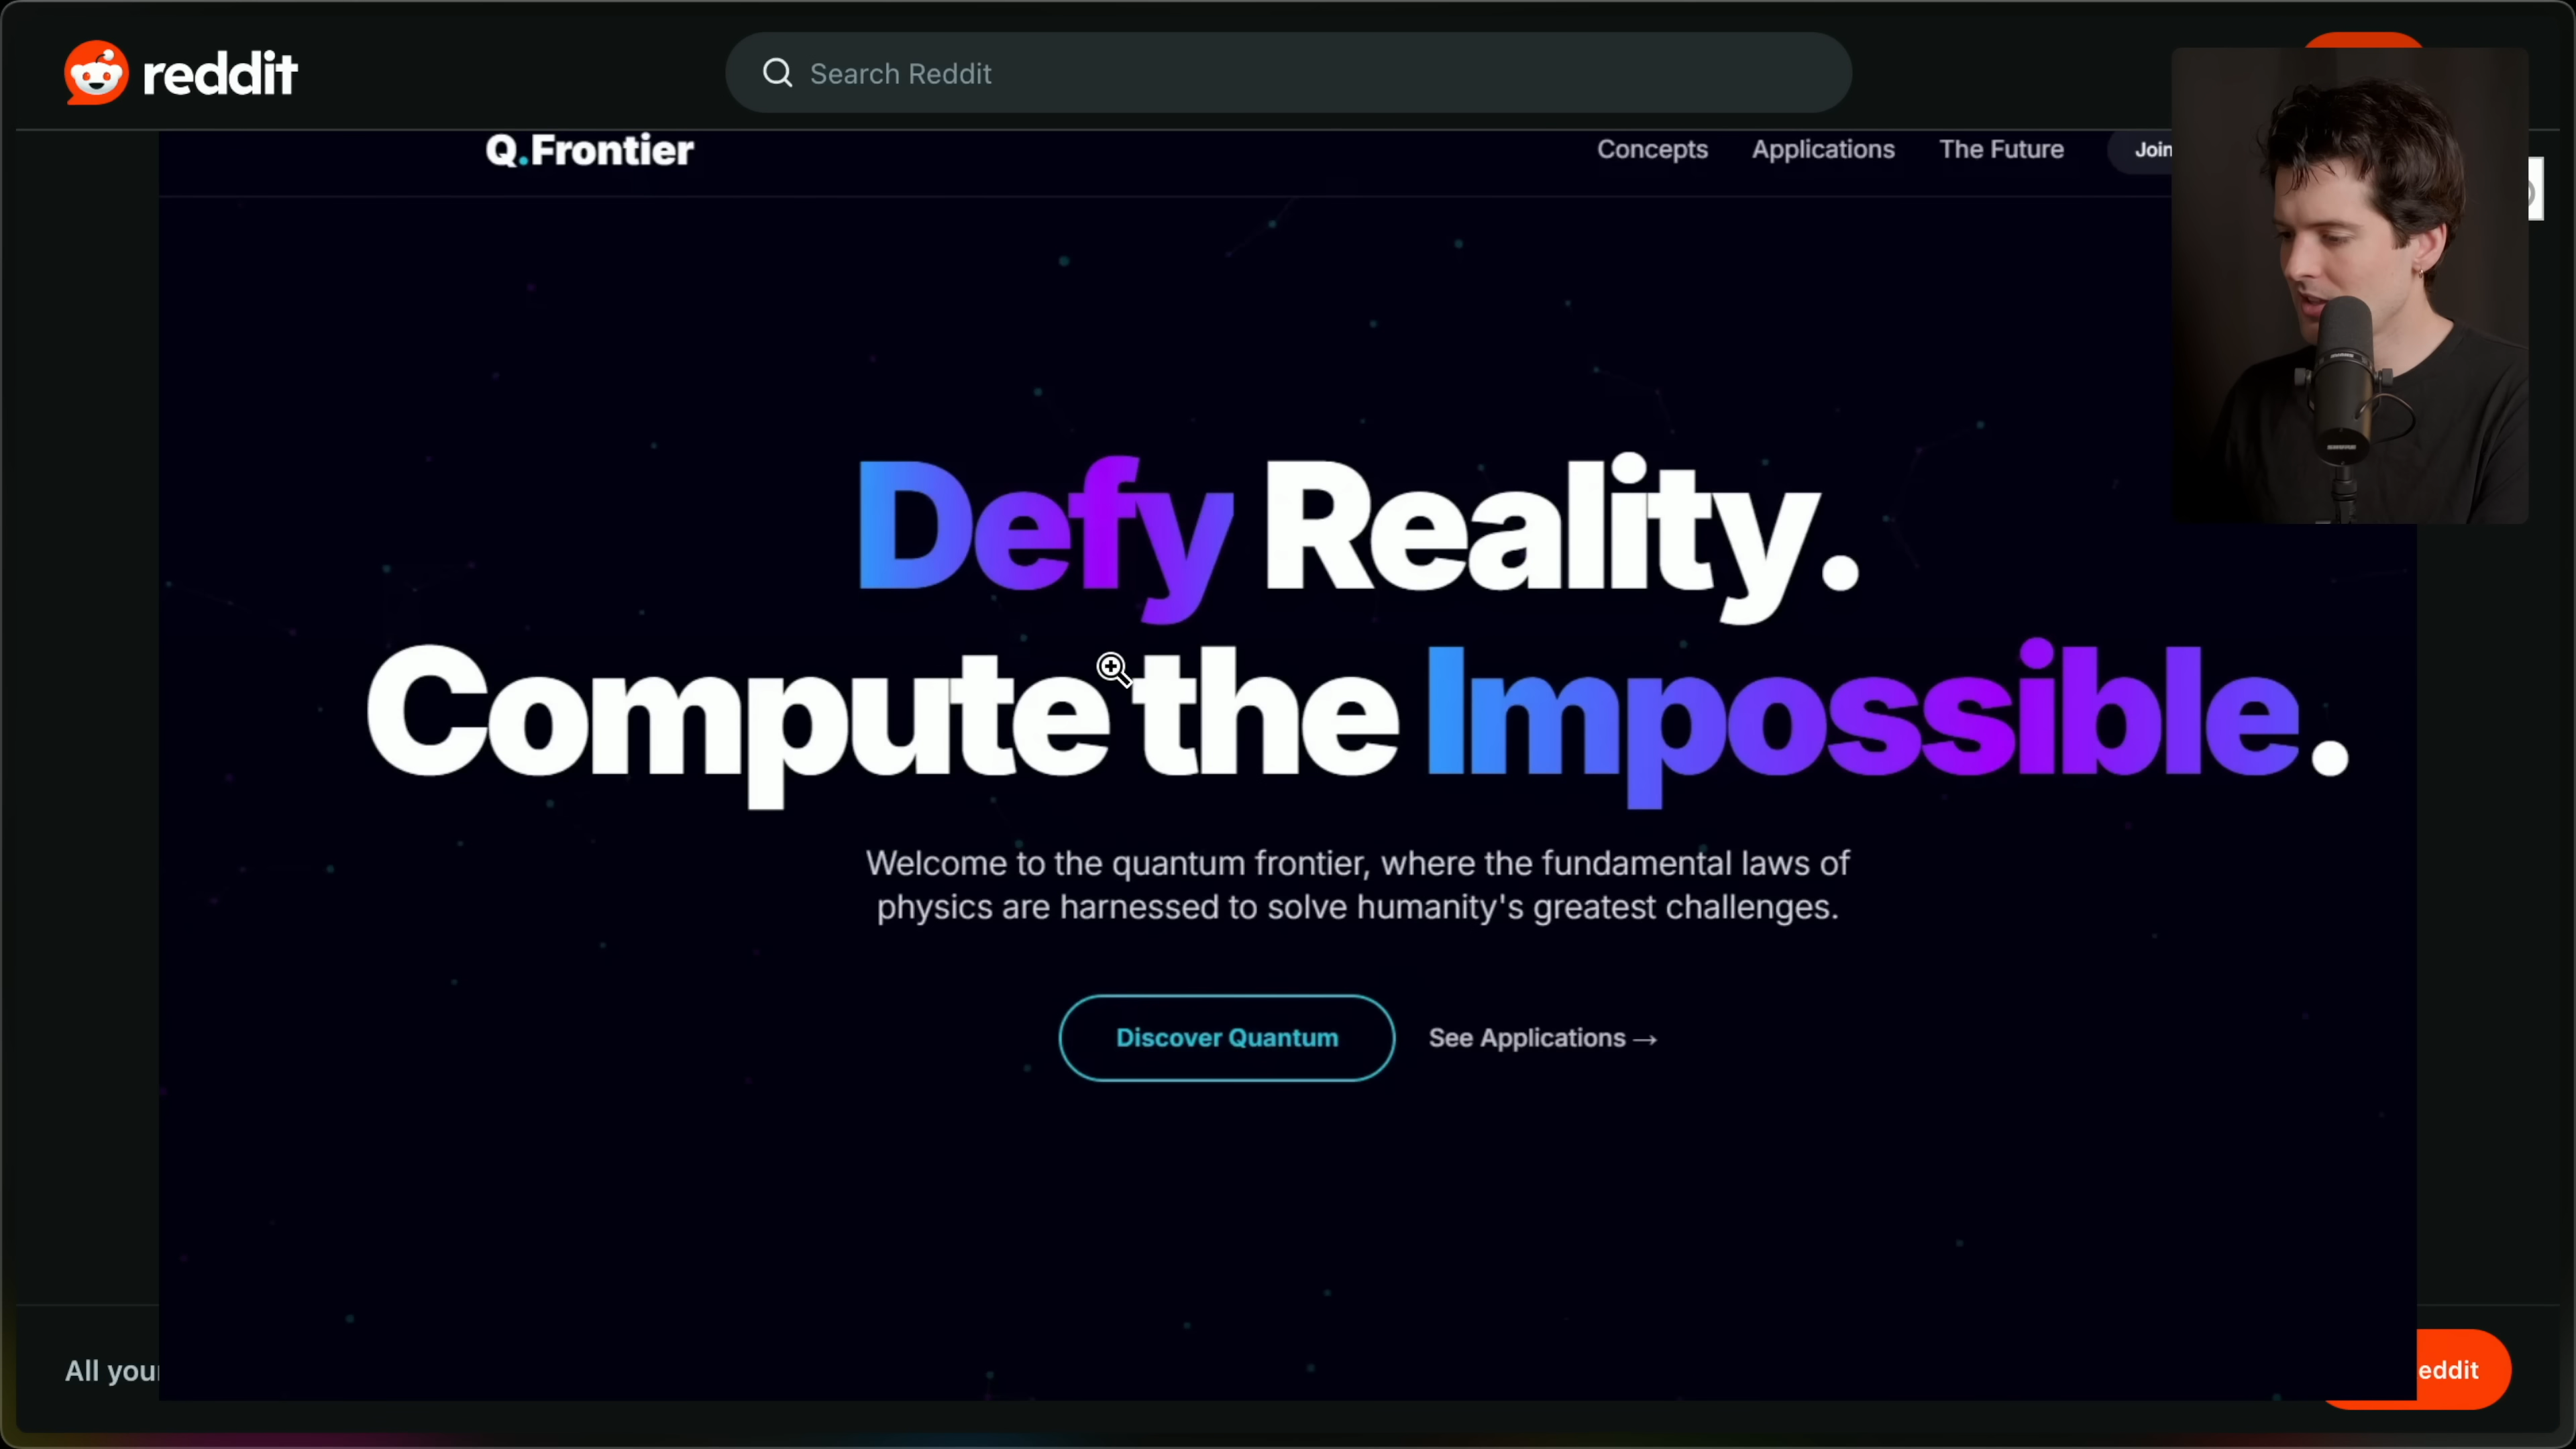 reddit
Search Reddit
Q.Frontier
Concepts
Applications
The Future
Join
Defy Reality.
Compute the Impossible.
Welcome to the quantum frontier, where the fundamental laws of
physics are harnessed to solve humanity's greatest challenges.
Discover Quantum
See Applications →
All your
eddit